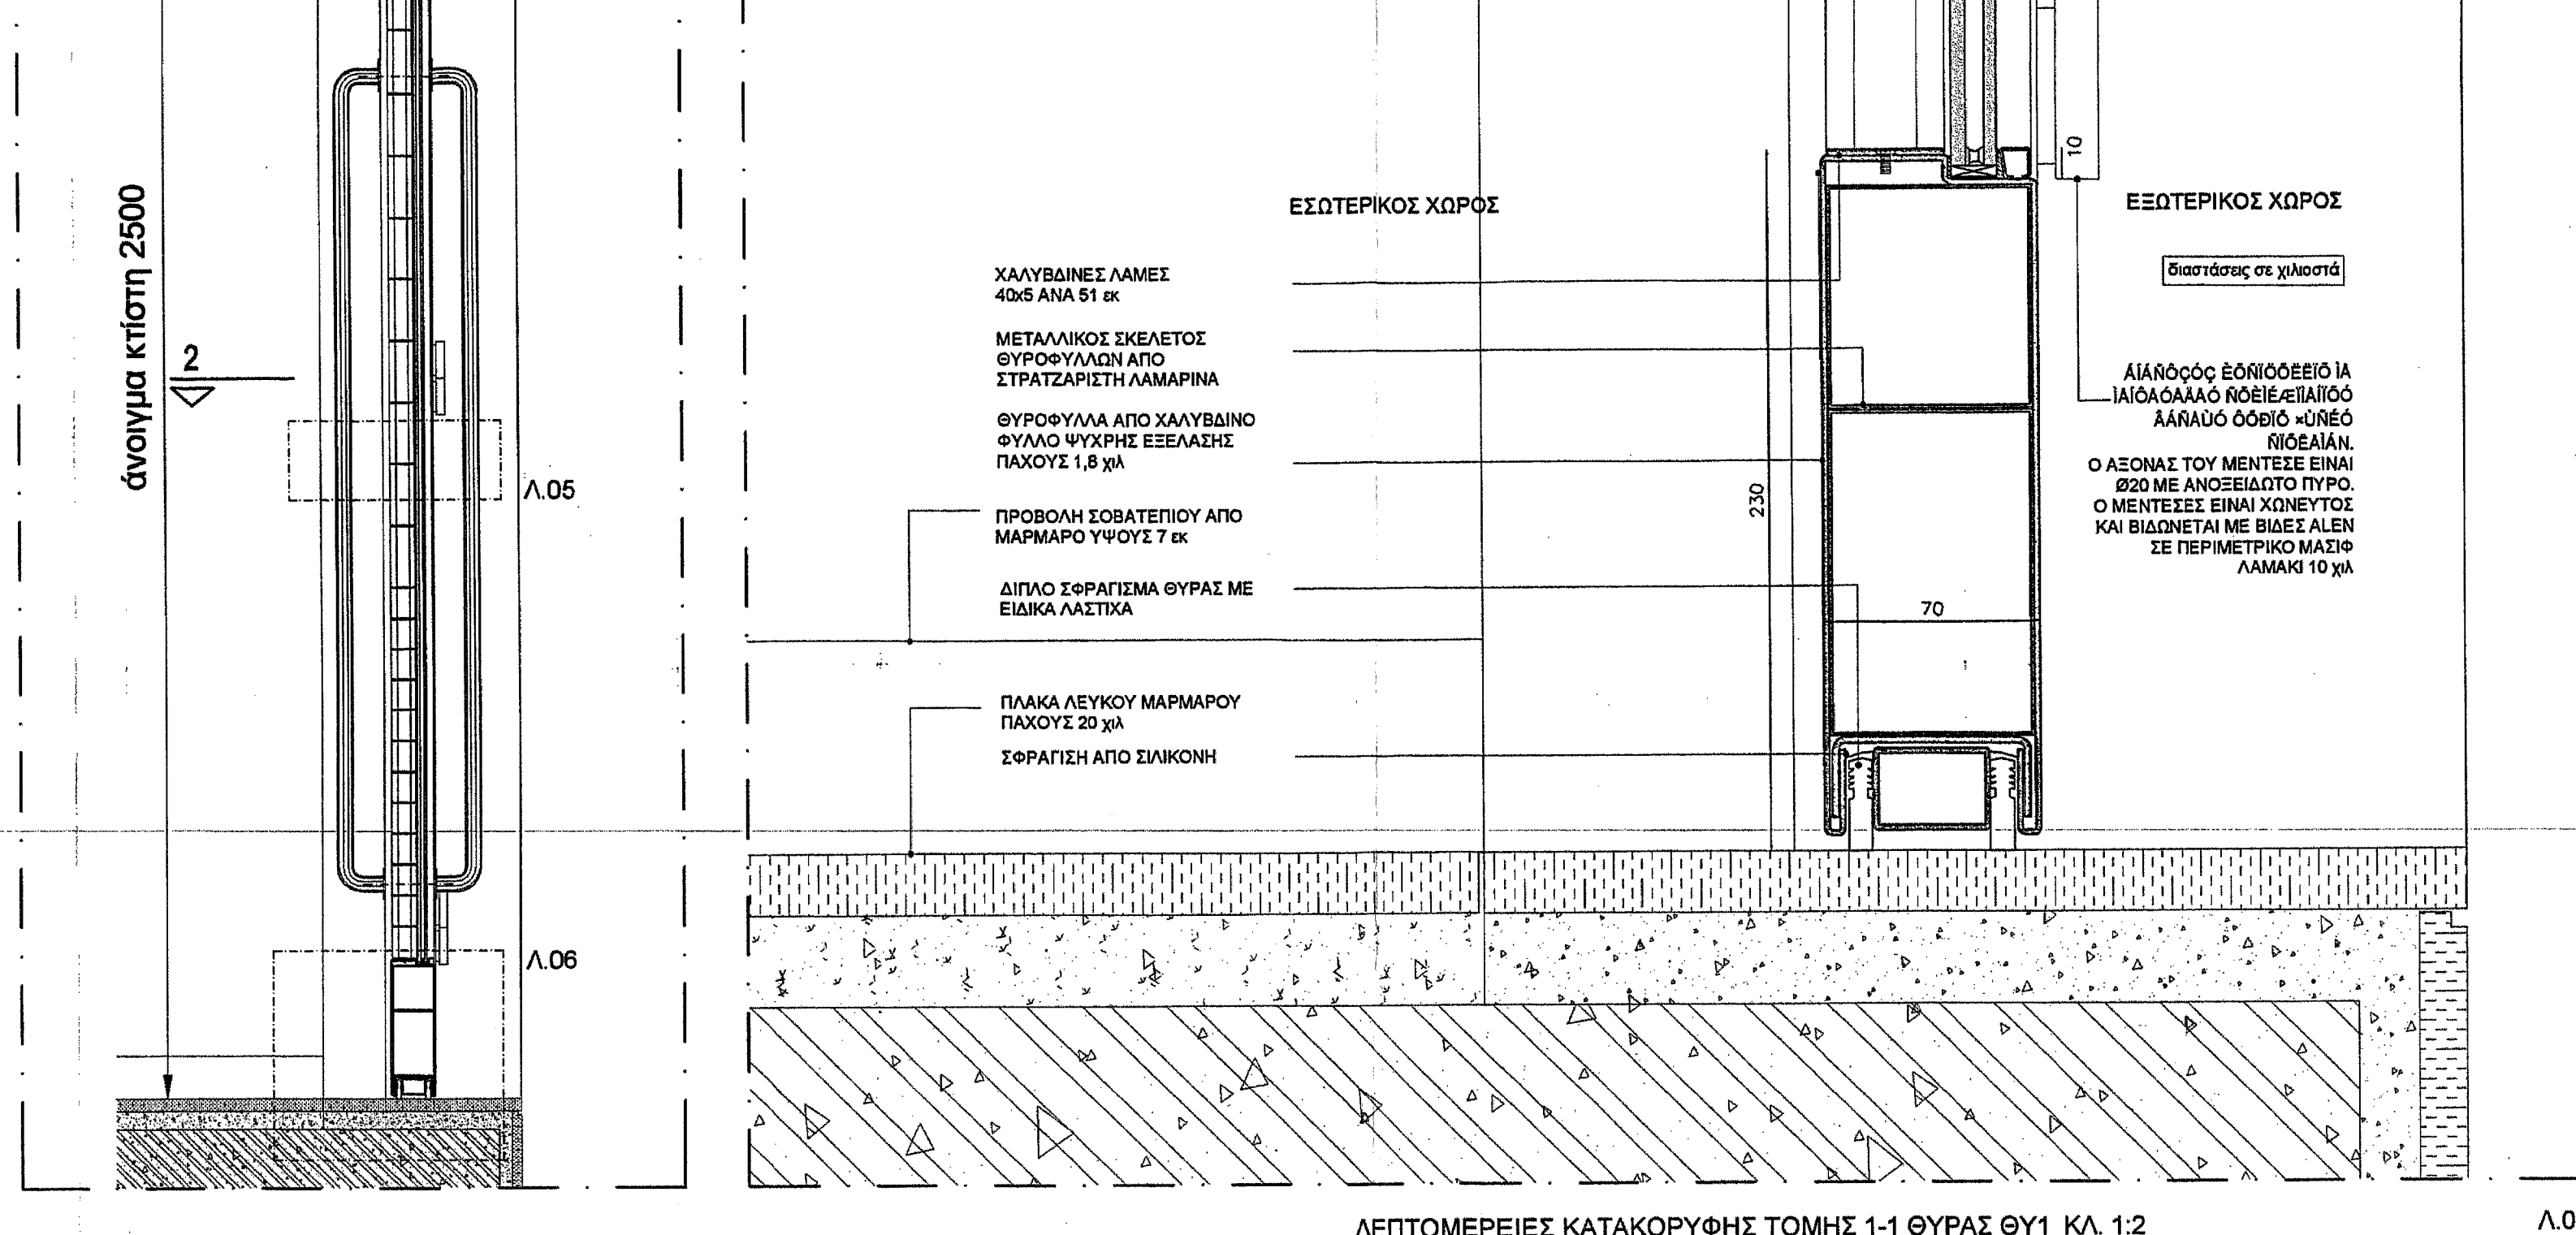 άνοιγμα κτίστη 2500
2
Λ.05
Λ.06
ΕΣΩΤΕΡΙΚΟΣ ΧΩΡΟΣ
ΧΑΛΥΒΔΙΝΕΣ ΛΑΜΕΣ
40x5 ΑΝΑ 51 εκ
ΜΕΤΑΛΛΙΚΟΣ ΣΚΕΛΕΤΟΣ
ΘΥΡΟΦΥΛΛΩΝ ΑΠΟ
ΣΤΡΑΤΖΑΡΙΣΤΗ ΛΑΜΑΡΙΝΑ
ΘΥΡΟΦΥΛΛΑ ΑΠΟ ΧΑΛΥΒΔΙΝΟ
ΦΥΛΛΟ ΨΥΧΡΗΣ ΕΞΕΛΑΣΗΣ
ΠΑΧΟΥΣ 1,8 χιλ
ΠΡΟΒΟΛΗ ΣΟΒΑΤΕΠΙΟΥ ΑΠΟ
ΜΑΡΜΑΡΟ ΥΨΟΥΣ 7 εκ
ΔΙΠΛΟ ΣΦΡΑΓΙΣΜΑ ΘΥΡΑΣ ΜΕ
ΕΙΔΙΚΑ ΛΑΣΤΙΧΑ
ΠΛΑΚΑ ΛΕΥΚΟΥ ΜΑΡΜΑΡΟΥ
ΠΑΧΟΥΣ 20 χιλ
ΣΦΡΑΓΙΣΗ ΑΠΟ ΣΙΛΙΚΟΝΗ
230
70
10
ΕΞΩΤΕΡΙΚΟΣ ΧΩΡΟΣ
διαστάσεις σε χιλιοστά
Ο ΑΞΟΝΑΣ ΤΟΥ ΜΕΝΤΕΣΕ ΕΙΝΑΙ
Ø20 ΜΕ ΑΝΟΞΕΙΔΩΤΟ ΠΥΡΟ.
Ο ΜΕΝΤΕΣΕΣ ΕΙΝΑΙ ΧΩΝΕΥΤΟΣ
ΚΑΙ ΒΙΔΩΝΕΤΑΙ ΜΕ ΒΙΔΕΣ ALEN
ΣΕ ΠΕΡΙΜΕΤΡΙΚΟ ΜΑΣΙΦ
ΛΑΜΑΚΙ 10 χιλ
ΛΕΠΤΟΜΕΡΕΙΕΣ ΚΑΤΑΚΟΡΥΦΗΣ ΤΟΜΗΣ 1-1 ΘΥΡΑΣ ΘΥ1 ΚΛ. 1:2
Λ.0